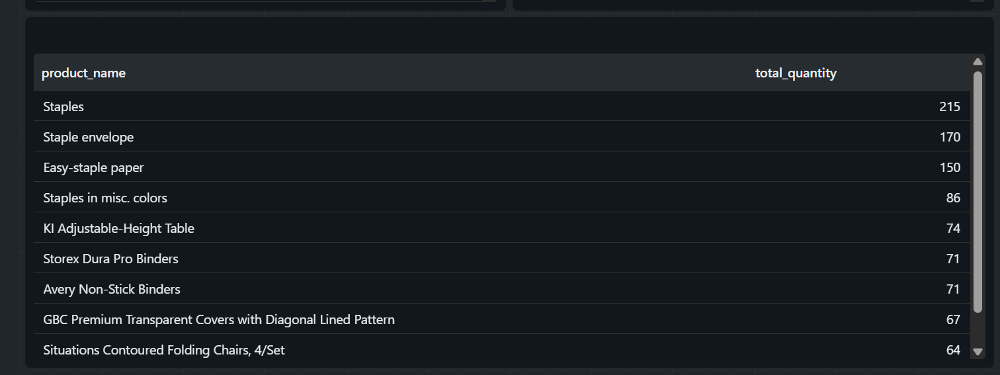 product_name total_quantity
Staples 215
Staple envelope 170
Easy-staple paper 150
Staples in misc. colors 86
KI Adjustable-Height Table 74
Storex Dura Pro Binders 71
Avery Non-Stick Binders 71
GBC Premium Transparent Covers with Diagonal Lined Pattern 67
Situations Contoured Folding Chairs, 4/Set 64